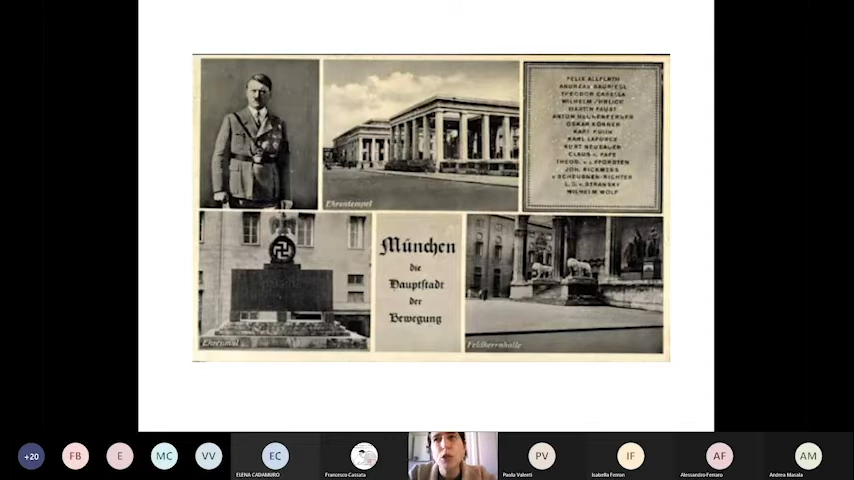 Ehrentempel
FELIX ALLFARTH
ANDREAS BAURIEDL
THEODOR CASELLA
WILHELM EHRLICH
MARTIN FAUST
ANTON HECHENBERGER
OSKAR KÖRNER
KARL KUHN
KARL LAFORCE
KURT NEUBAUER
CLAUS v. PAPE
THEOD. v. d. PFORDTEN
JOH. RICKMERS
v. SCHEUBNER-RICHTER
L. R. v. STRANSKY
WILHELM WOLF
Ehrenmal
München
die
Hauptstadt
der
Bewegung
Feldherrnhalle
+20
FB
E
MC
VV
EC
ELENA CADAMURO
Francesco Cassata
PV
Paola Valenti
IF
Isabella Ferron
AF
Alessandro Ferraro
AM
Andrea Masala